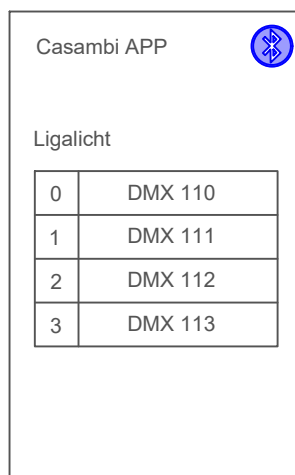 Casambi APP
Ligalicht
0 DMX 110
1 DMX 111
2 DMX 112
3 DMX 113